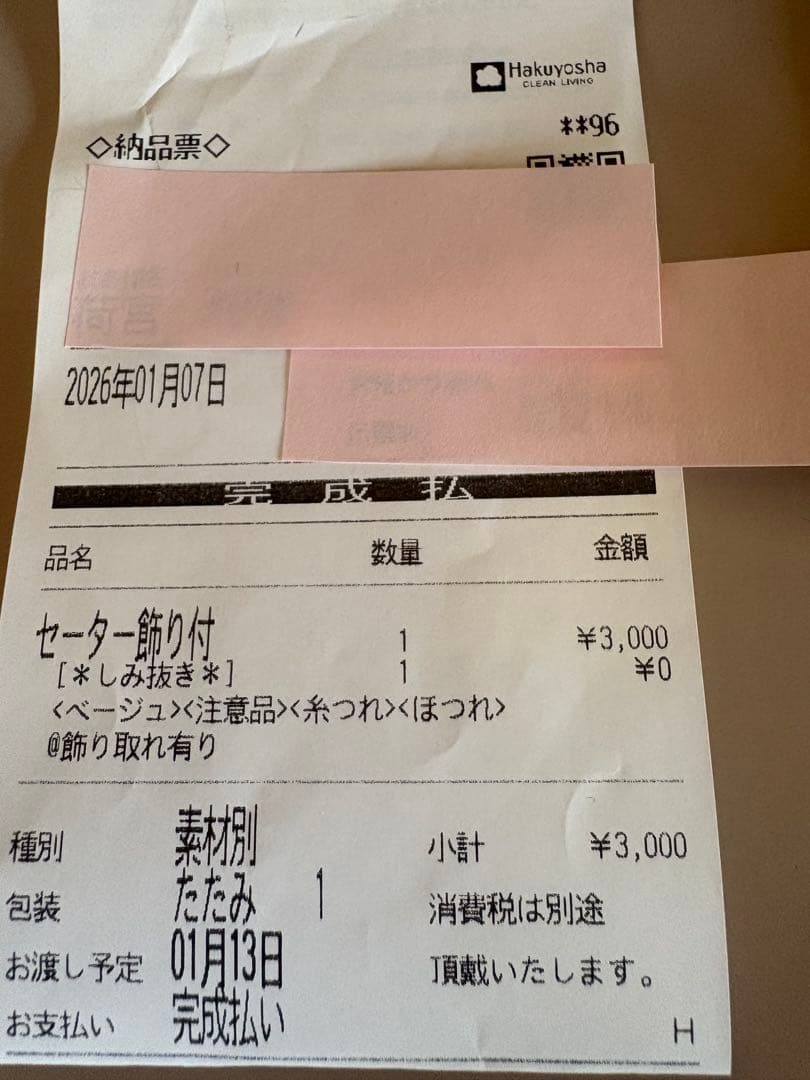 Hakuyosha
CLEAN LIVING
**96
◇納品票◇
2026年01月07日
完成払
品名 数量 金額
セーター飾り付 1 ¥3,000
[*しみ抜き*] 1 ¥0
<ベージュ><注意品><糸つれ><ほつれ>
@飾り取れ有り
種別 素材別 小計 ¥3,000
包装 たたみ 1 消費税は別途
お渡し予定 01月13日 頂戴いたします。
お支払い 完成払い H